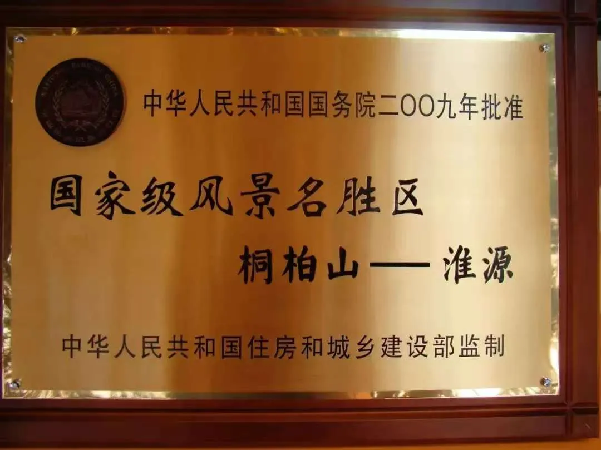 中华人民共和国国务院二〇〇九年批准
国家级风景名胜区
桐柏山——淮源
中华人民共和国住房和城乡建设部监制